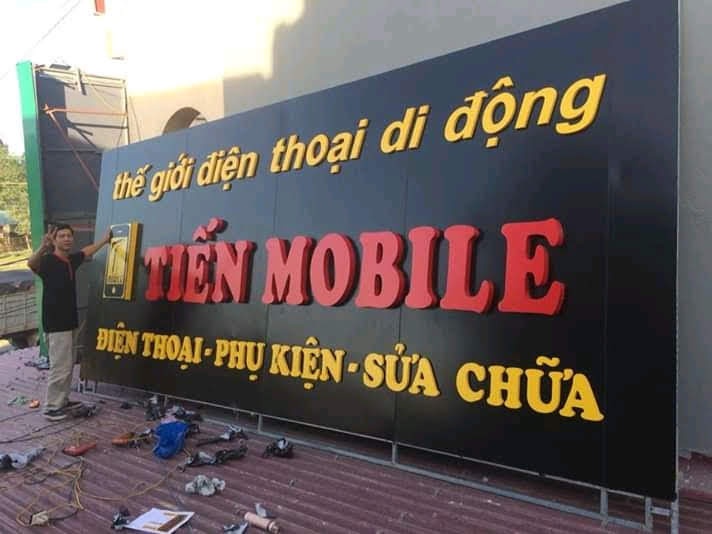 thế giới điện thoại di động
TIẾN MOBILE
ĐIỆN THOẠI - PHỤ KIỆN - SỬA CHỮA